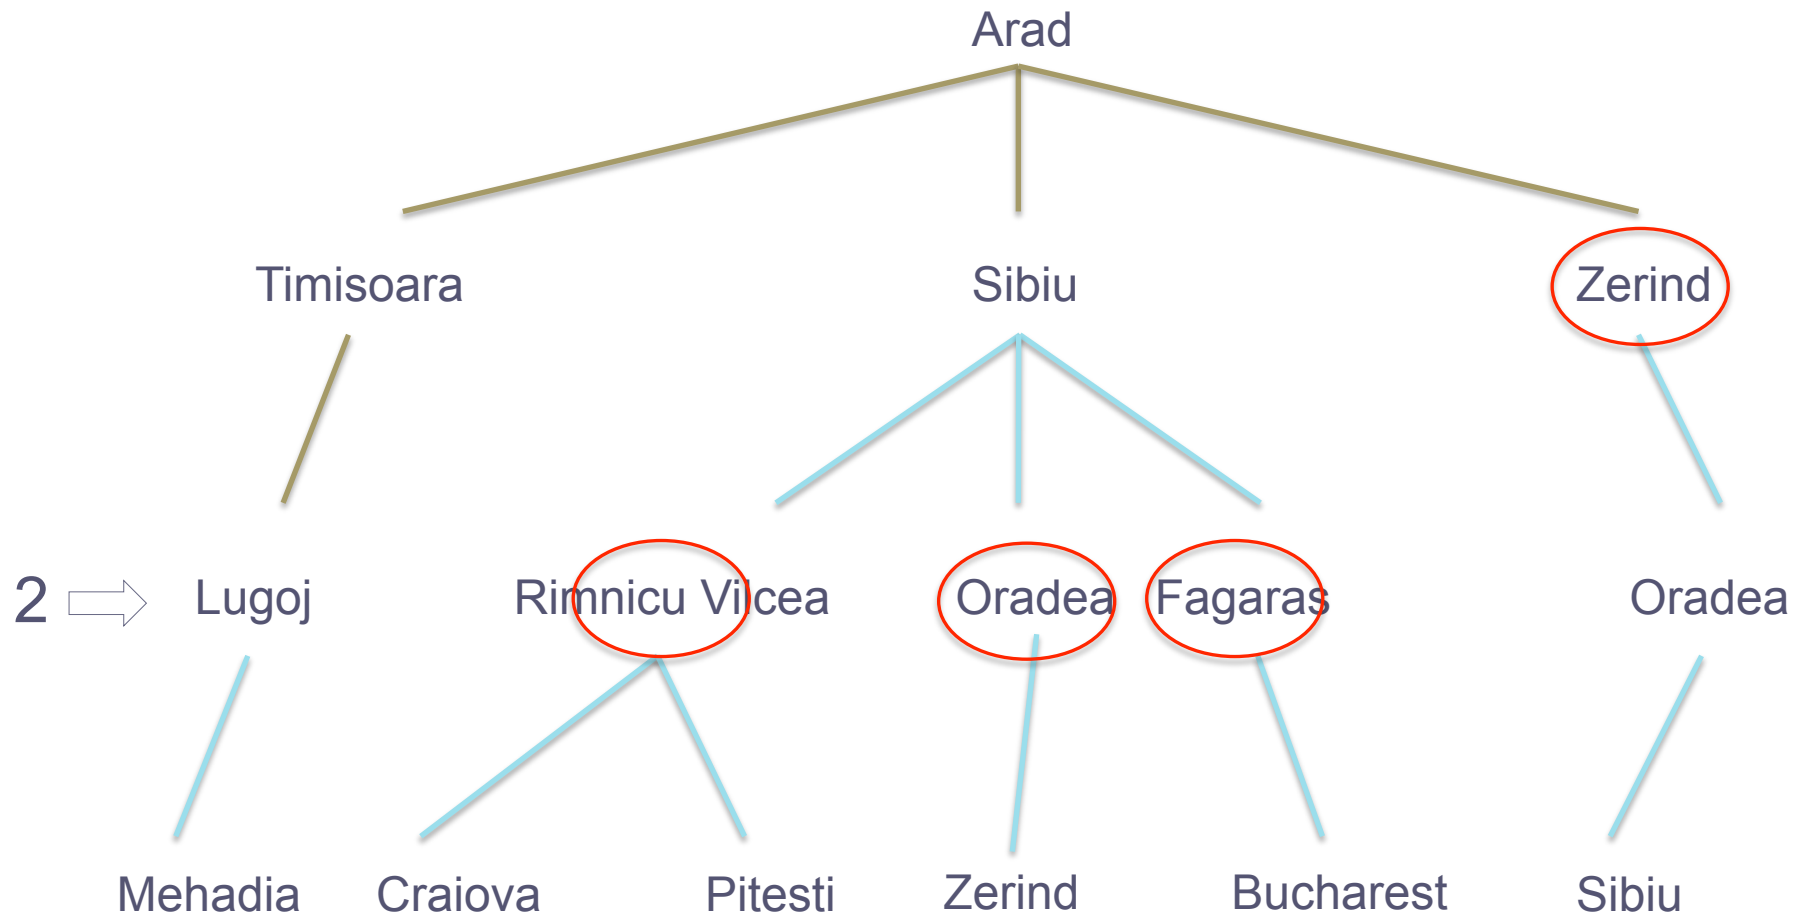 Arad
Timisoara Sibiu Zerind
2 Lugoj Rimnicu Vilcea Oradea Fagaras Oradea
Mehadia Craiova Pitesti Zerind Bucharest Sibiu